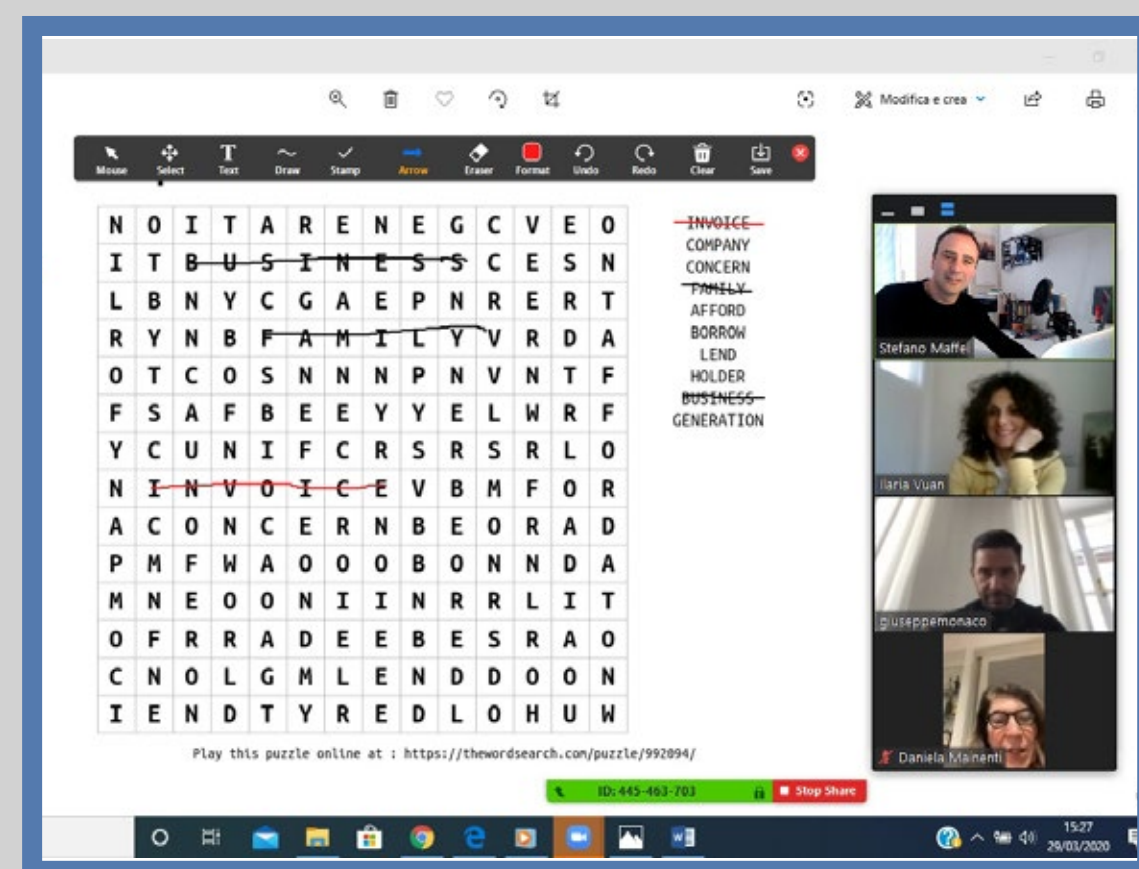 Modifica e crea
Mouse Select Text Draw Stamp Arrow Eraser Format Undo Redo Clear Save
N O I T A R E N E G C V E O
I T B U S I N E S S C E S N
L B N Y C G A E P N R E R T
R Y N B F A M I L Y V R D A
O T C O S N N N P N V N T F
F S A F B E E Y Y E L W R F
Y C U N I F C R S R S R L O
N I N V O I C E V B M F O R
A C O N C E R N B E O R A D
P M F W A O O O B O N N D A
M N E O O N I I N R R L I T
O F R R A D E E B E S R A O
C N O L G M L E N D D O O N
I E N D T Y R E D L O H U W
INVOICE
COMPANY
CONCERN
FAMILY
AFFORD
BORROW
LEND
HOLDER
BUSINESS
GENERATION
Play this puzzle online at : https://thewordsearch.com/puzzle/992094/
Stefano Maffei
Ilaria Vuan
giuseppemonaco
Daniela Mainenti
ID: 445-463-703 Stop Share
15:27
29/03/2020